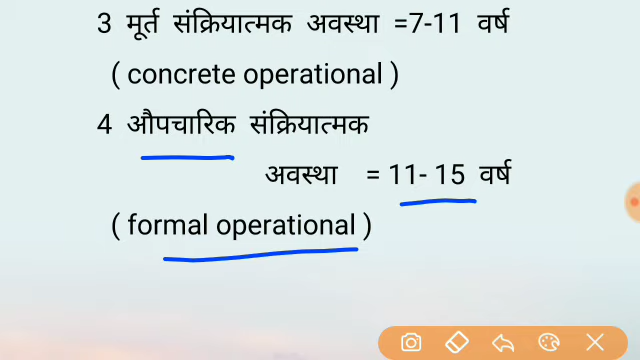 3 मूर्त संक्रियात्मक अवस्था =7-11 वर्ष
( concrete operational )
4 औपचारिक संक्रियात्मक
अवस्था = 11- 15 वर्ष
( formal operational )